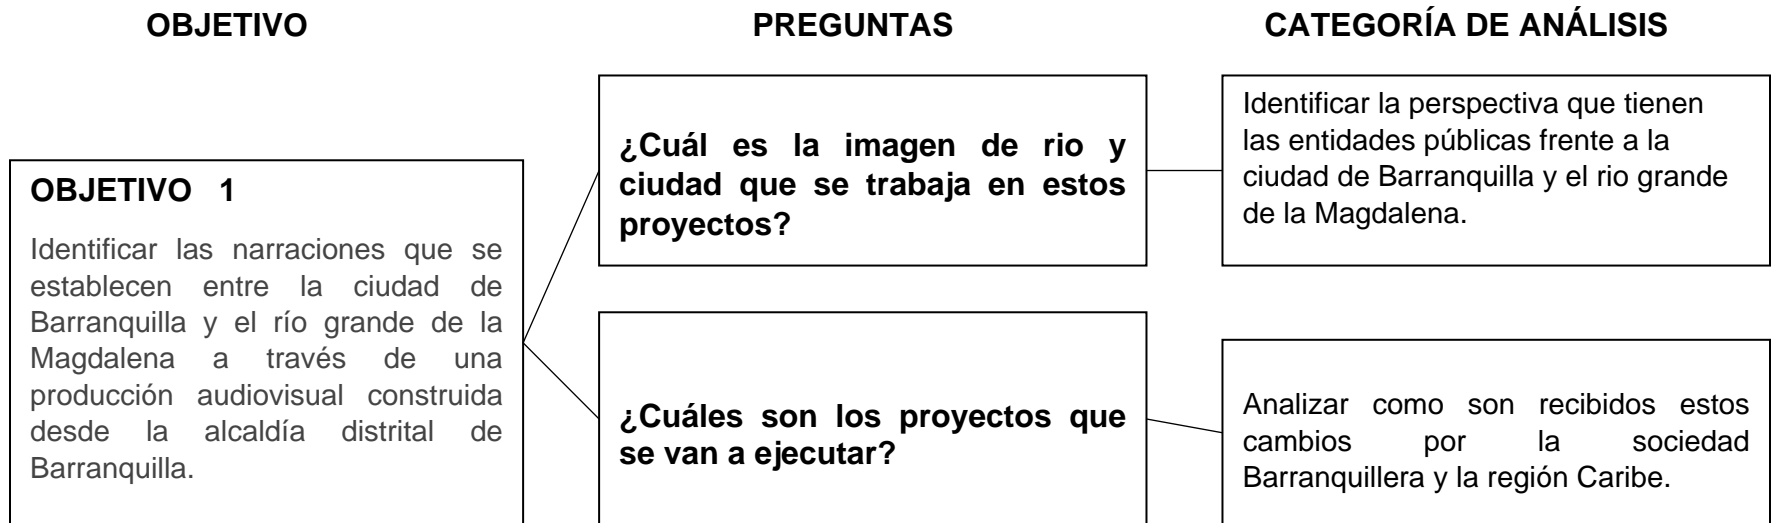 OBJETIVO
PREGUNTAS
CATEGORÍA DE ANÁLISIS
OBJETIVO 1
Identificar las narraciones que se
establecen entre la ciudad de
Barranquilla y el río grande de la
Magdalena a través de una
producción audiovisual construida
desde la alcaldía distrital de
Barranquilla.
¿Cuál es la imagen de rio y
ciudad que se trabaja en estos
proyectos?
Identificar la perspectiva que tienen
las entidades públicas frente a la
ciudad de Barranquilla y el rio grande
de la Magdalena.
¿Cuáles son los proyectos que
se van a ejecutar?
Analizar como son recibidos estos
cambios por la sociedad
Barranquillera y la región Caribe.